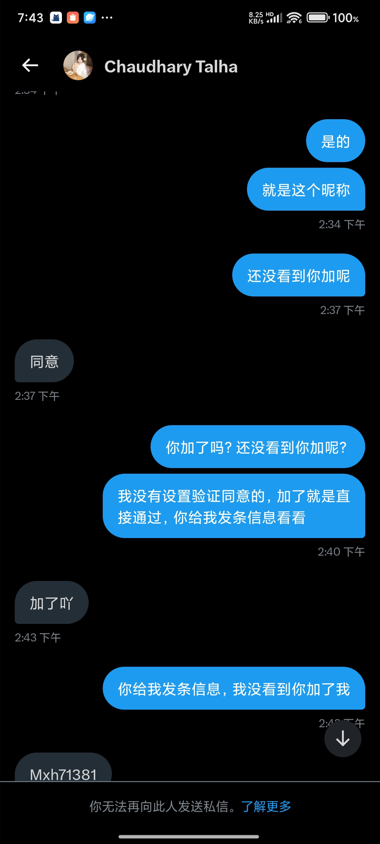 7:43
8.25 KB/s HD 6 100%
Chaudhary Talha
是的
就是这个昵称
2:34 下午
还没看到你加呢
2:37 下午
同意
2:37 下午
你加了吗? 还没看到你加呢?
我没有设置验证同意的, 加了就是直
接通过, 你给我发条信息看看
2:40 下午
加了吖
2:43 下午
你给我发条信息, 我没看到你加了我
Mxh71381
你无法再向此人发送私信。了解更多